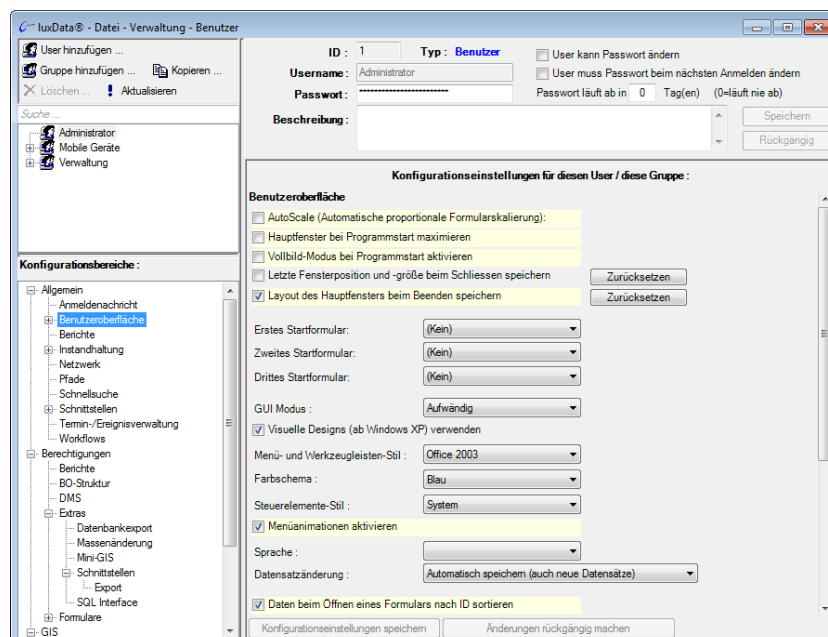 luxData® - Datei - Verwaltung - Benutzer
User hinzufügen ...
Gruppe hinzufügen ... Kopieren ...
Löschen ... ! Aktualisieren
Suche ...
Administrator
Mobile Geräte
Verwaltung
ID : 1 Typ : Benutzer
Username : Administrator
Passwort : ************************
Beschreibung :
User kann Passwort ändern
User muss Passwort beim nächsten Anmelden ändern
Passwort läuft ab in 0 Tag(en) (0=läuft nie ab)
Speichern
Rückgängig
Konfigurationsbereiche :
Allgemein
Anmeldenachricht
Benutzeroberfläche
Berichte
Instandhaltung
Netzwerk
Pfade
Schnellsuche
Schnittstellen
Termin-/Ereignisverwaltung
Workflows
Berechtigungen
Berichte
BO-Struktur
DMS
Extras
Datenbankexport
Massenänderung
Mini-GIS
Schnittstellen
Export
SQL Interface
Formulare
GIS
Konfigurationseinstellungen für diesen User / diese Gruppe :
Benutzeroberfläche
AutoScale (Automatische proportionale Formularskalierung):
Hauptfenster bei Programmstart maximieren
Vollbild-Modus bei Programmstart aktivieren
Letzte Fensterposition und -größe beim Schliessen speichern Zurücksetzen
Layout des Hauptfensters beim Beenden speichern Zurücksetzen
Erstes Startformular: (Kein)
Zweites Startformular: (Kein)
Drittes Startformular: (Kein)
GUI Modus : Aufwändig
Visuelle Designs (ab Windows XP) verwenden
Menü- und Werkzeugleisten-Stil : Office 2003
Farbschema : Blau
Steuerelemente-Stil : System
Menüanimationen aktivieren
Sprache :
Datensatzänderung : Automatisch speichern (auch neue Datensätze)
Daten beim Öffnen eines Formulars nach ID sortieren
Konfigurationseinstellungen speichern Änderungen rückgängig machen